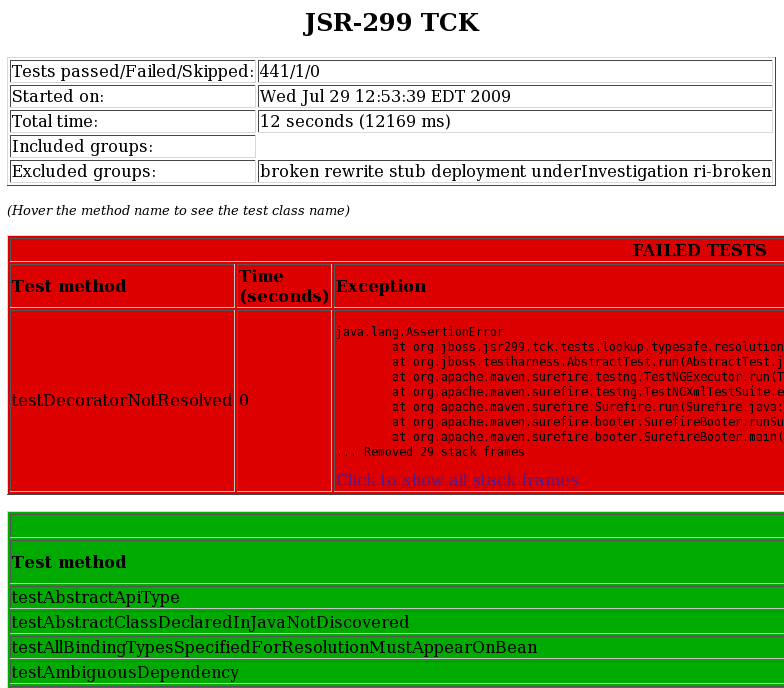 JSR-299 TCK
Tests passed/Failed/Skipped: 441/1/0
Started on: Wed Jul 29 12:53:39 EDT 2009
Total time: 12 seconds (12169 ms)
Included groups:
Excluded groups: broken rewrite stub deployment underInvestigation ri-broken
(Hover the method name to see the test class name)
FAILED TESTS
Test method Time (seconds) Exception
testDecoratorNotResolved 0
java.lang.AssertionError
at org.jboss.jsr299.tck.tests.lookup.typesafe.resolution
at org.jboss.testharness.AbstractTest.run(AbstractTest.j
at org.apache.maven.surefire.testng.TestNGExecutor.run(T
at org.apache.maven.surefire.testng.TestNGXmlTestSuite.e
at org.apache.maven.surefire.Surefire.run(Surefire.java:
at org.apache.maven.surefire.booter.SurefireBooter.runSu
at org.apache.maven.surefire.booter.SurefireBooter.main(
... Removed 29 stack frames
Click to show all stack frames
Test method
testAbstractApiType
testAbstractClassDeclaredInJavaNotDiscovered
testAllBindingTypesSpecifiedForResolutionMustAppearOnBean
testAmbiguousDependency